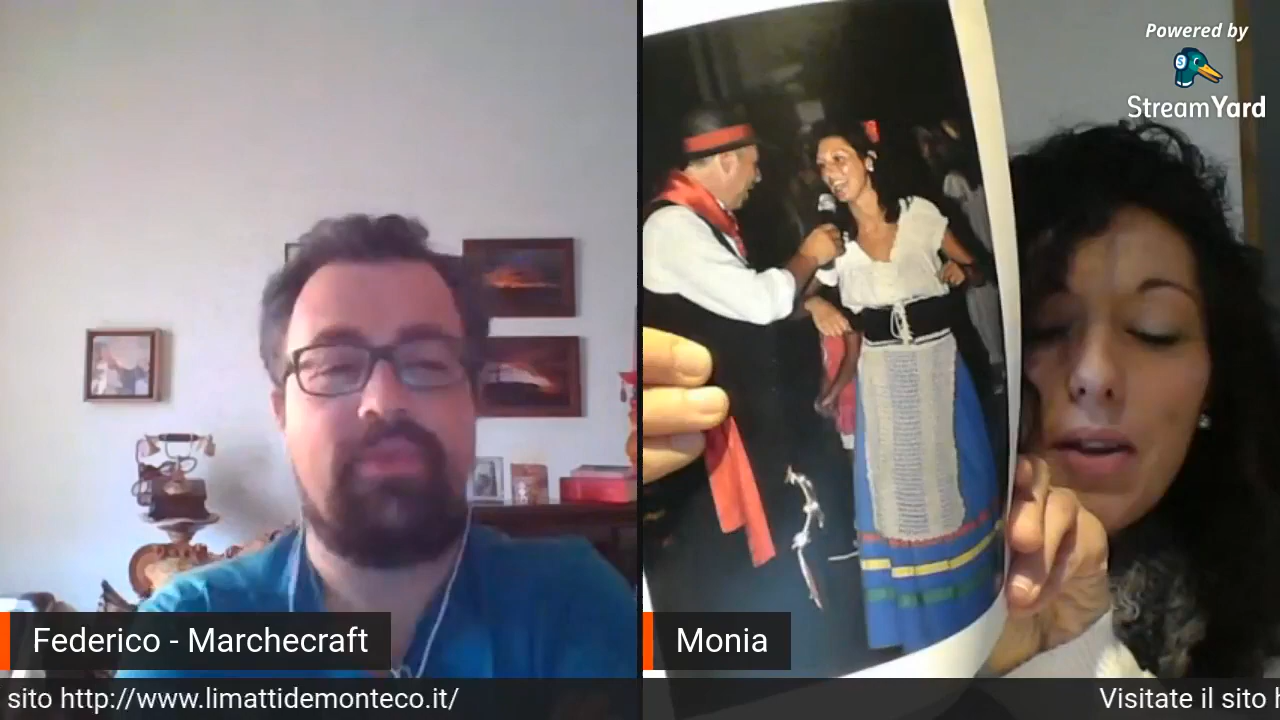 Powered by
StreamYard
Federico - Marchecraft
Monia
sito http://www.limattidemonteco.it/
Visitate il sito h